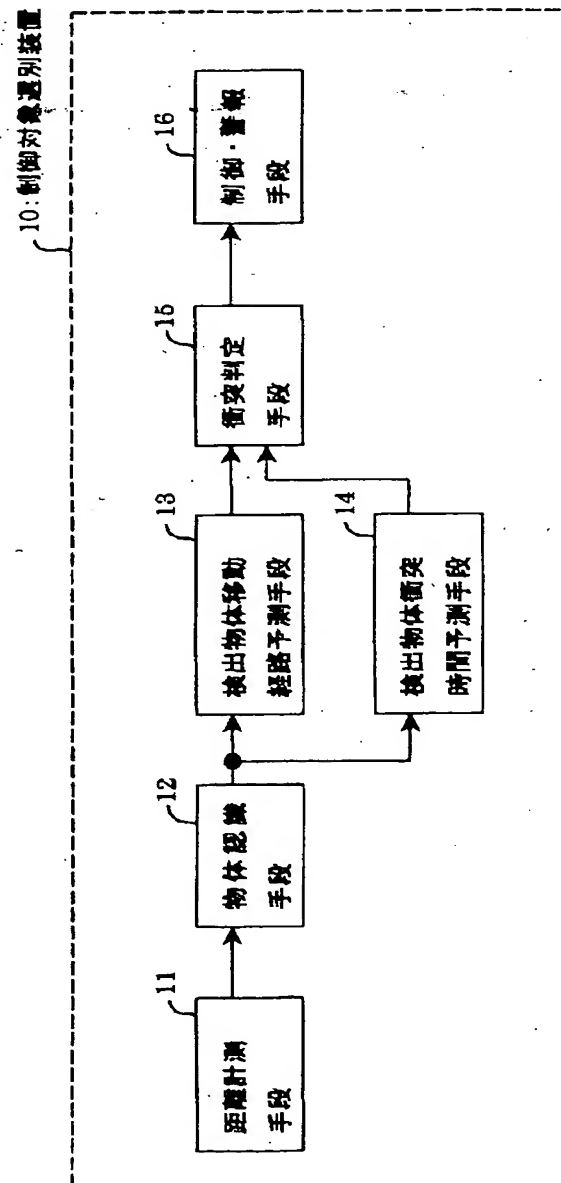 10:制御対象選別装置
11
距離計測
手段
12
物体認識
手段
13
検出物体移動
経路予測手段
14
検出物体衝突
時間予測手段
15
衝突判定
手段
16
制御・警報
手段